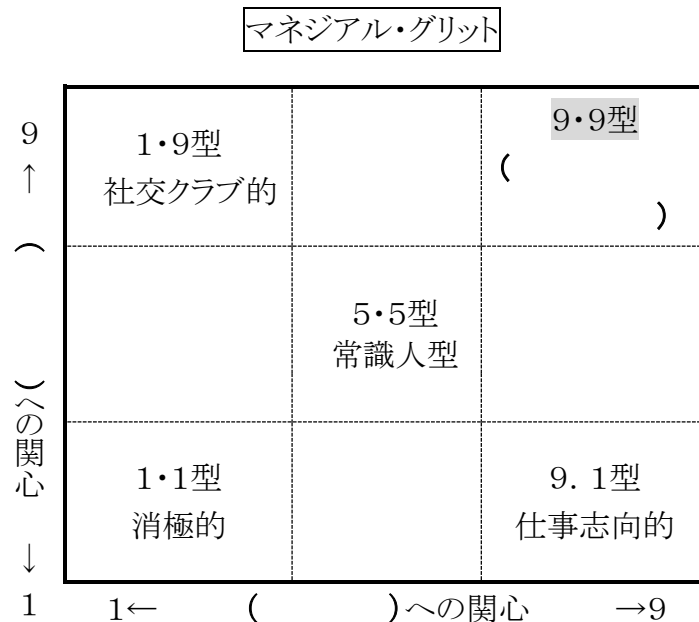 マネジアル・グリット
9
↑
(　　　)への関心
↓
1
1・9型
社交クラブ的
9・9型
(
)
5・5型
常識人型
1・1型
消極的
9．1型
仕事志向的
1←　(　　　)への関心　→9